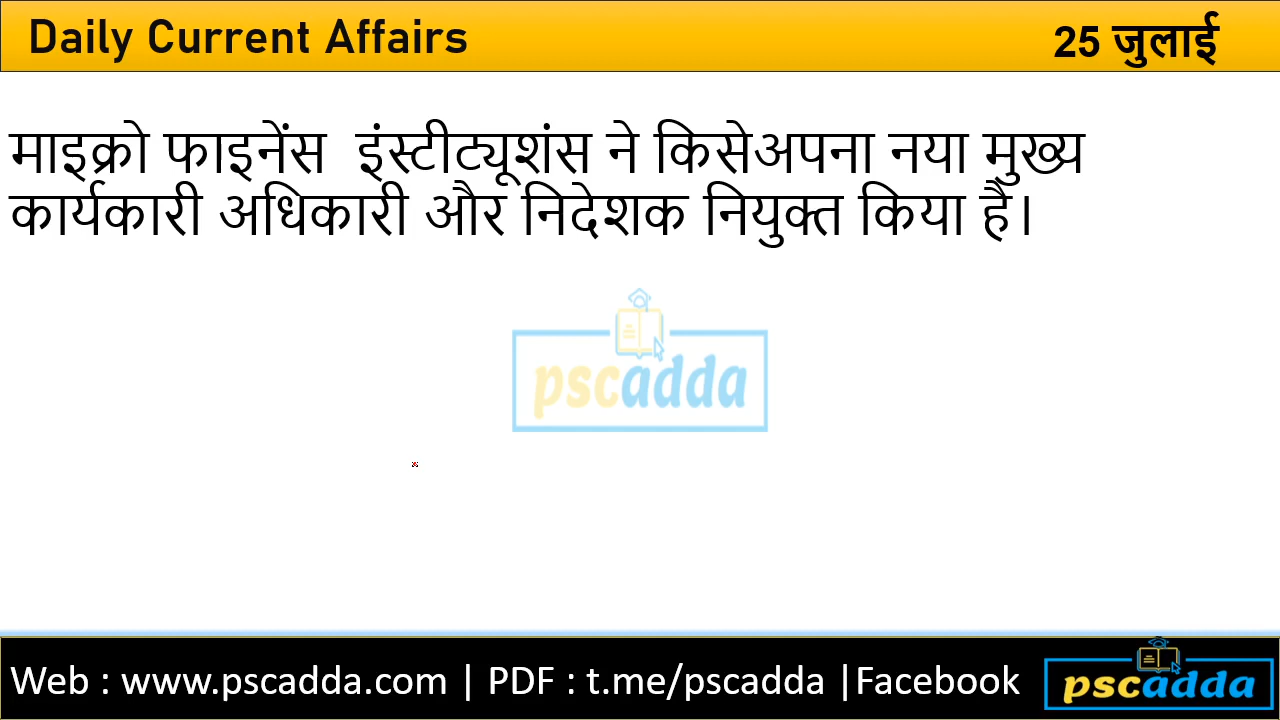 Daily Current Affairs
25 जुलाई
माइक्रो फाइनेंस इंस्टीट्यूशंस ने किसेअपना नया मुख्य
कार्यकारी अधिकारी और निदेशक नियुक्त किया है।
pscadda
Web : www.pscadda.com | PDF : t.me/pscadda |Facebook
pscadda